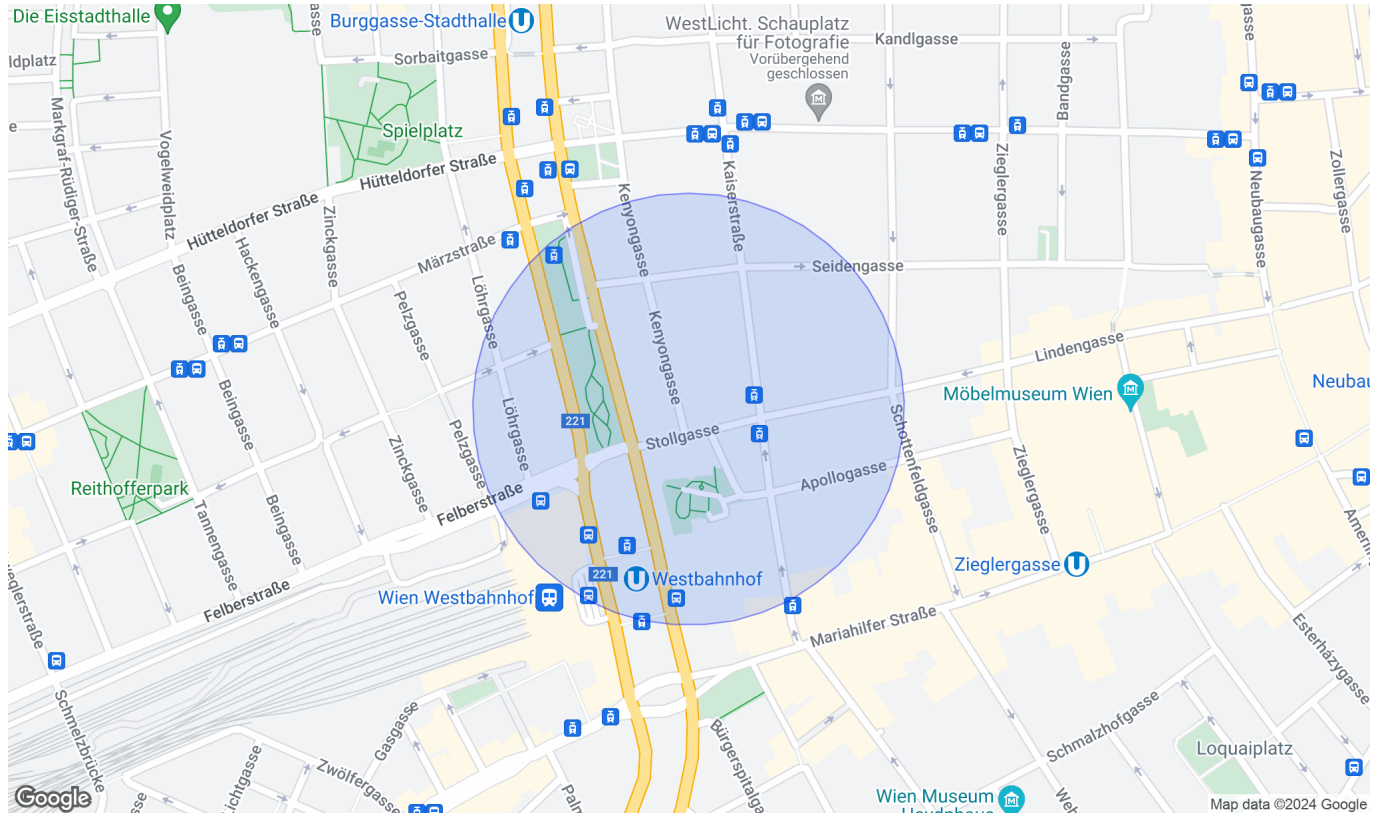 Die Eisstadthalle
Burggasse-Stadthalle
WestLicht. Schauplatz
für Fotografie
Vorübergehend
geschlossen
Kandlgasse
Sorbaitgasse
Bandgasse
ldplatz
Markgraf-Rüdiger-Straße
Vogelweidplatz
Spielplatz
Hütteldorfer Straße
Hütteldorfer Straße
Zieglergasse
Neubaugasse
Zollergasse
Kaiserstraße
Kenyongasse
Zinckgasse
Hackengasse
Märzstraße
Beingasse
Löhrgasse
Pelzgasse
Seidengasse
Kenyongasse
Lindengasse
Möbelmuseum Wien
Neubau
Beingasse
Löhrgasse
221
Stollgasse
Schottenfeldgasse
Pelzgasse
Zinckgasse
Apollogasse
Zieglergasse
Reithofferpark
Felberstraße
Tannengasse
Beingasse
221
Westbahnhof
Zieglergasse
Wien Westbahnhof
Felberstraße
Mariahilfer Straße
Esterházygasse
Schmelzbrücke
Gasgasse
Bürgerspitalga
Schmalzhofgasse
Loquaiplatz
Zwölfergasse
Wien Museum
Google
Map data ©2024 Google